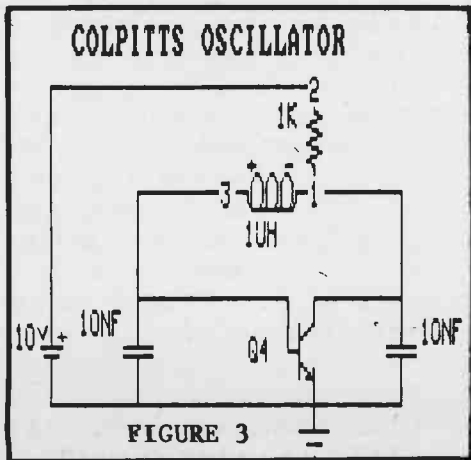 COLPITTS OSCILLATOR
2
1K
+ -
3 1
1UH
10V +
10NF
Q4
10NF
FIGURE 3